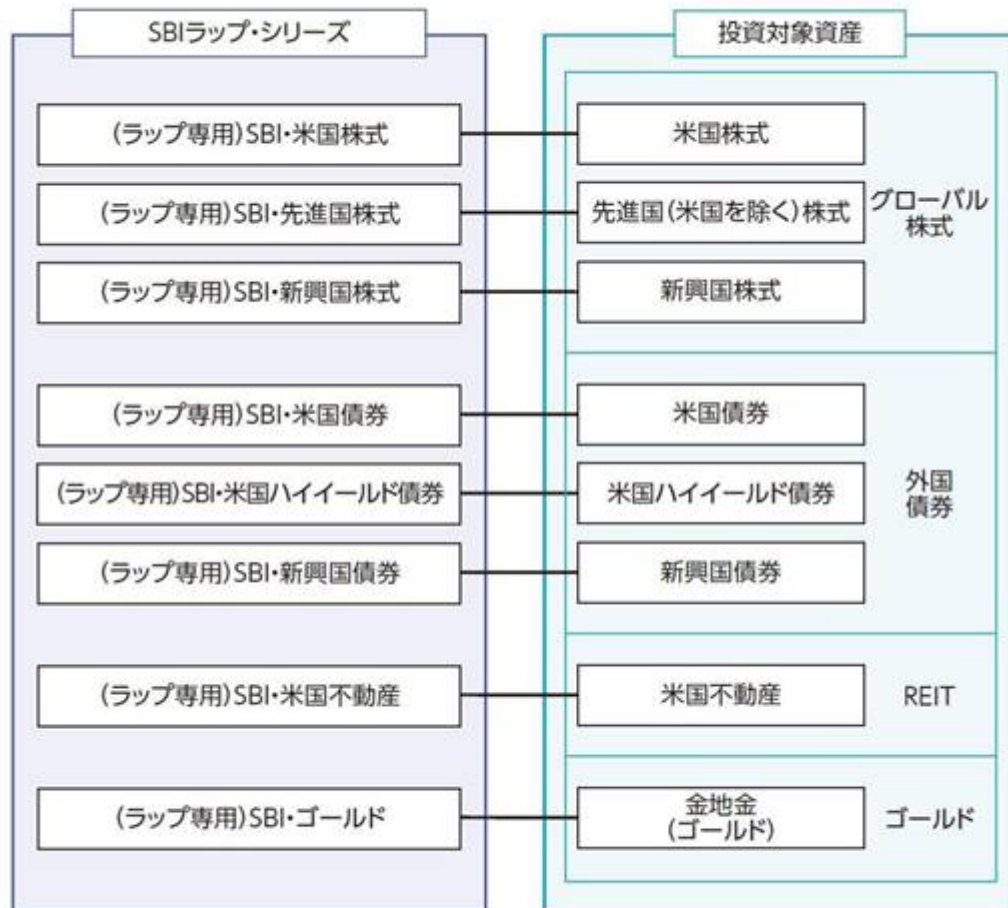 SBIラップ・シリーズ
投資対象資産
(ラップ専用)SBI・米国株式
米国株式
(ラップ専用)SBI・先進国株式
先進国(米国を除く)株式
グローバル
株式
(ラップ専用)SBI・新興国株式
新興国株式
(ラップ専用)SBI・米国債券
米国債券
(ラップ専用)SBI・米国ハイイールド債券
米国ハイイールド債券
外国
債券
(ラップ専用)SBI・新興国債券
新興国債券
(ラップ専用)SBI・米国不動産
米国不動産
REIT
(ラップ専用)SBI・ゴールド
金地金
(ゴールド)
ゴールド